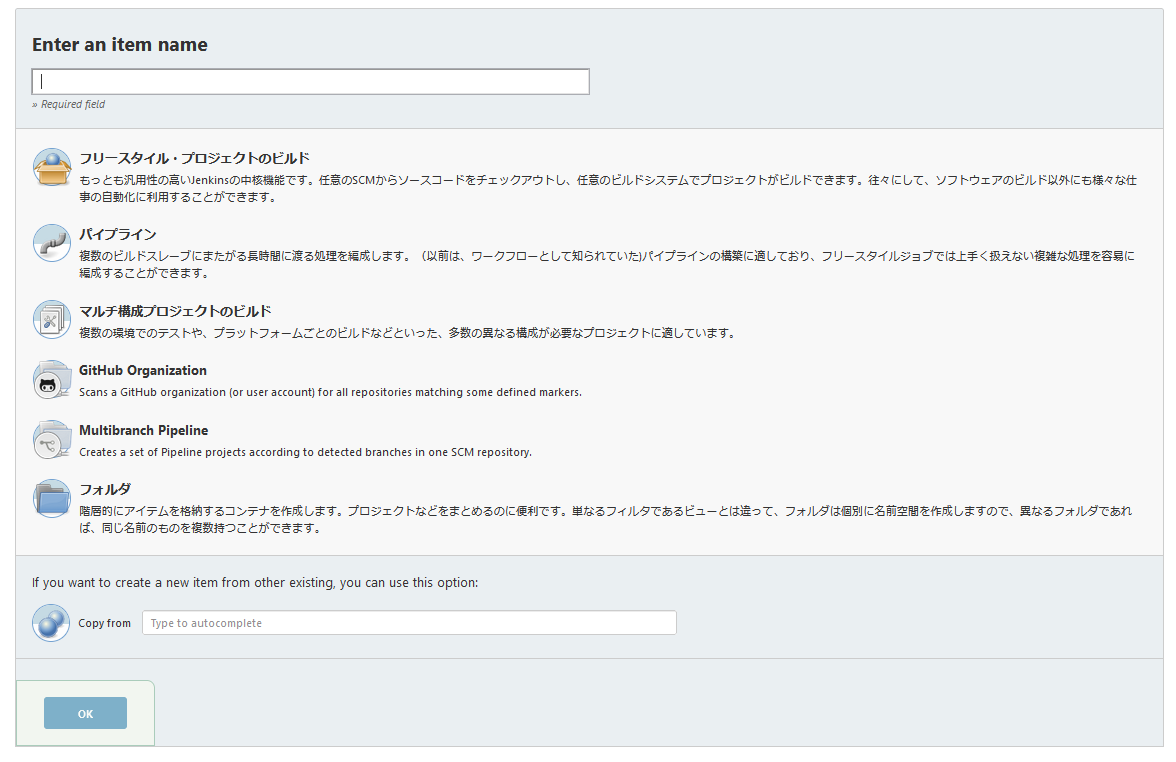 Enter an item name
» Required field
フリースタイル・プロジェクトのビルド
もっとも汎用性の高いJenkinsの中核機能です。任意のSCMからソースコードをチェックアウトし、任意のビルドシステムでプロジェクトがビルドできます。往々にして、ソフトウェアのビルド以外にも様々な仕
事の自動化に利用することができます。
パイプライン
複数のビルドスレーブにまたがる長時間に渡る処理を編成します。（以前は、ワークフローとして知られていた)パイプラインの構築に適しており、フリースタイルジョブでは上手く扱えない複雑な処理を容易に
編成することができます。
マルチ構成プロジェクトのビルド
複数の環境でのテストや、プラットフォームごとのビルドなどといった、多数の異なる構成が必要なプロジェクトに適しています。
GitHub Organization
Scans a GitHub organization (or user account) for all repositories matching some defined markers.
Multibranch Pipeline
Creates a set of Pipeline projects according to detected branches in one SCM repository.
フォルダ
階層的にアイテムを格納するコンテナを作成します。プロジェクトなどをまとめるのに便利です。単なるフィルタであるビューとは違って、フォルダは個別に名前空間を作成しますので、異なるフォルダであれ
ば、同じ名前のものを複数持つことができます。
If you want to create a new item from other existing, you can use this option:
Copy from
Type to autocomplete
OK